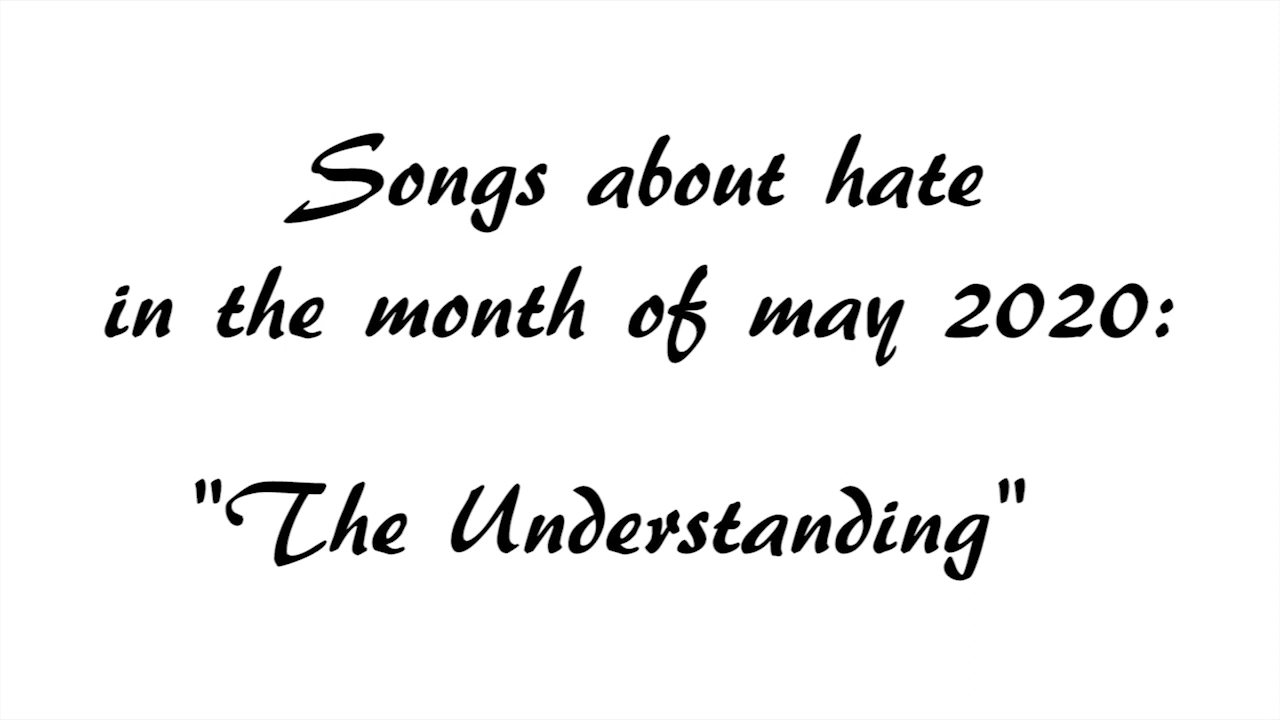 Songs about hate
in the month of may 2020:
"The Understanding"